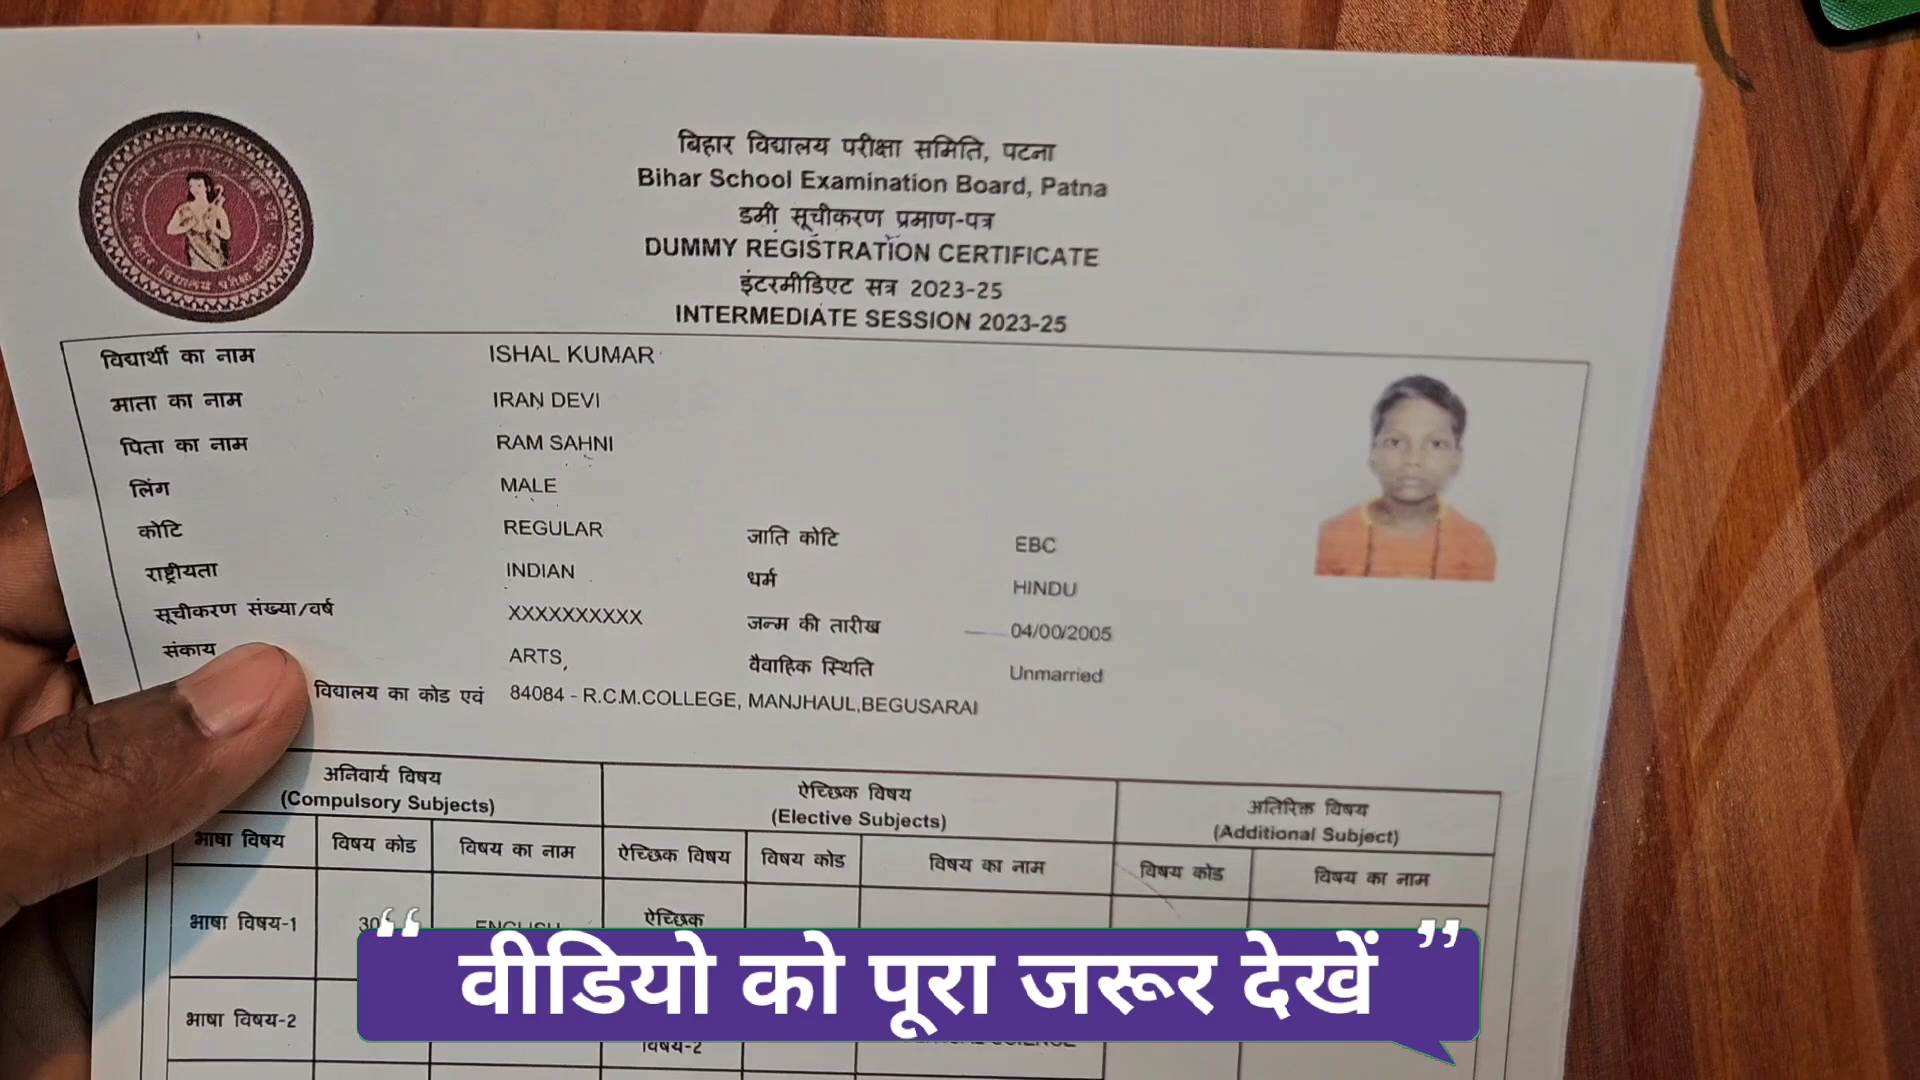 बिहार विद्यालय परीक्षा समिति, पटना
Bihar School Examination Board, Patna
डमी सूचीकरण प्रमाण-पत्र
DUMMY REGISTRATION CERTIFICATE
इंटरमीडिएट सत्र 2023-25
INTERMEDIATE SESSION 2023-25
विद्यार्थी का नाम ISHAL KUMAR
माता का नाम IRAN DEVI
पिता का नाम RAM SAHNI
लिंग MALE
कोटि REGULAR जाति कोटि EBC
राष्ट्रीयता INDIAN धर्म HINDU
सूचीकरण संख्या/वर्ष XXXXXXXXXX जन्म की तारीख 04/00/2005
संकाय ARTS, वैवाहिक स्थिति Unmarried
विद्यालय का कोड एवं 84084 - R.C.M.COLLEGE, MANJHAUL,BEGUSARAI
अनिवार्य विषय ऐच्छिक विषय अतिरिक्त विषय
(Compulsory Subjects) (Elective Subjects) (Additional Subject)
भाषा विषय विषय कोड विषय का नाम ऐच्छिक विषय विषय कोड विषय का नाम विषय कोड विषय का नाम
भाषा विषय-1 ENGLISH ऐच्छिक
“ वीडियो को पूरा जरूर देखें ”
भाषा विषय-2 विषय-2